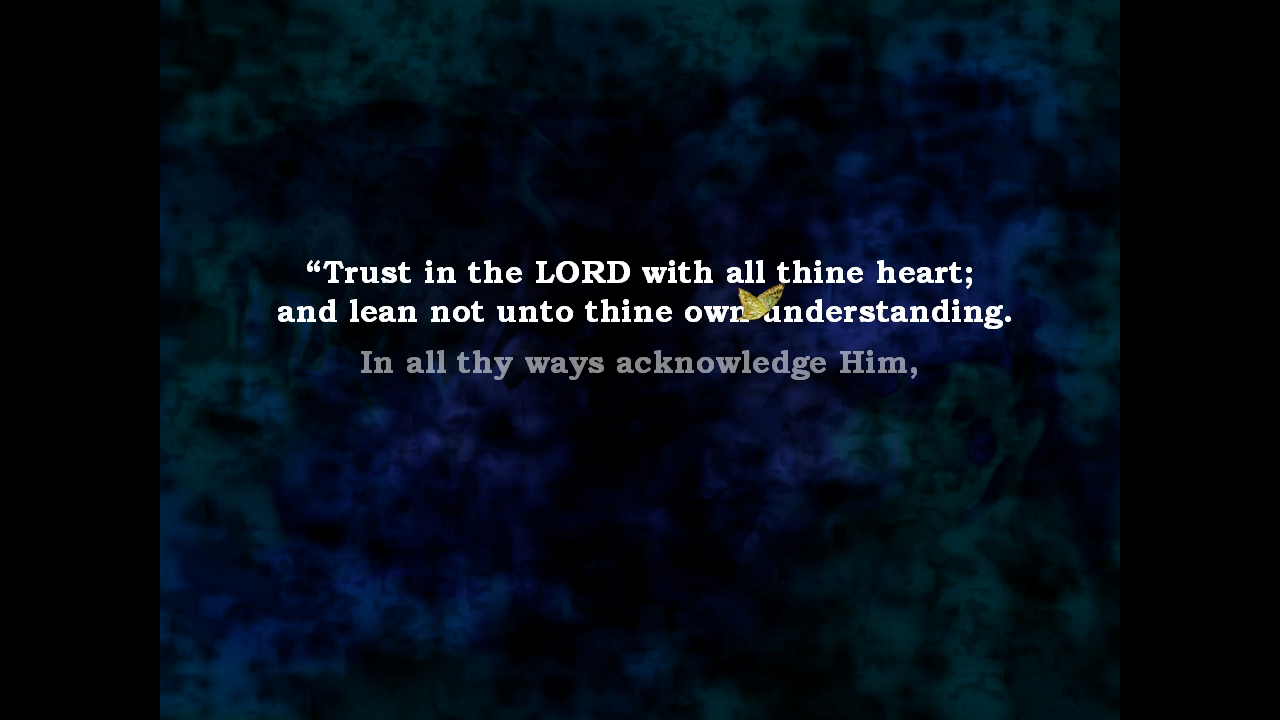 “Trust in the LORD with all thine heart;
and lean not unto thine own understanding.
In all thy ways acknowledge Him,